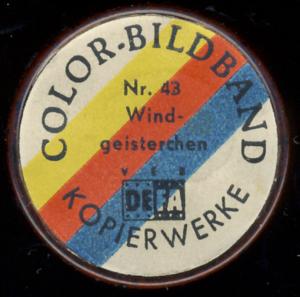 COLOR-BILDBAND
Nr. 43
Wind-
geisterchen
VEB
DEFA
KOPIERWERKE